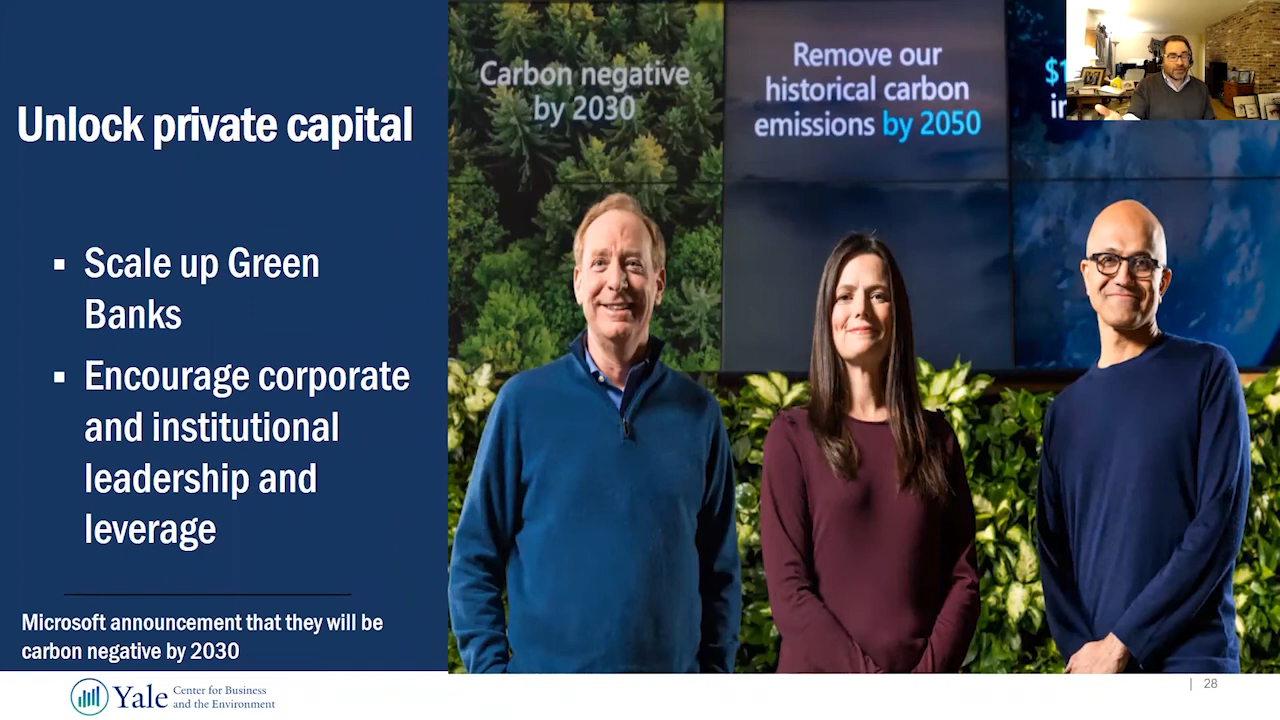 Unlock private capital
▪ Scale up Green
Banks
▪ Encourage corporate
and institutional
leadership and
leverage
Microsoft announcement that they will be
carbon negative by 2030
Carbon negative
by 2030
Remove our
historical carbon
emissions by 2050
Yale
Center for Business
and the Environment
| 28